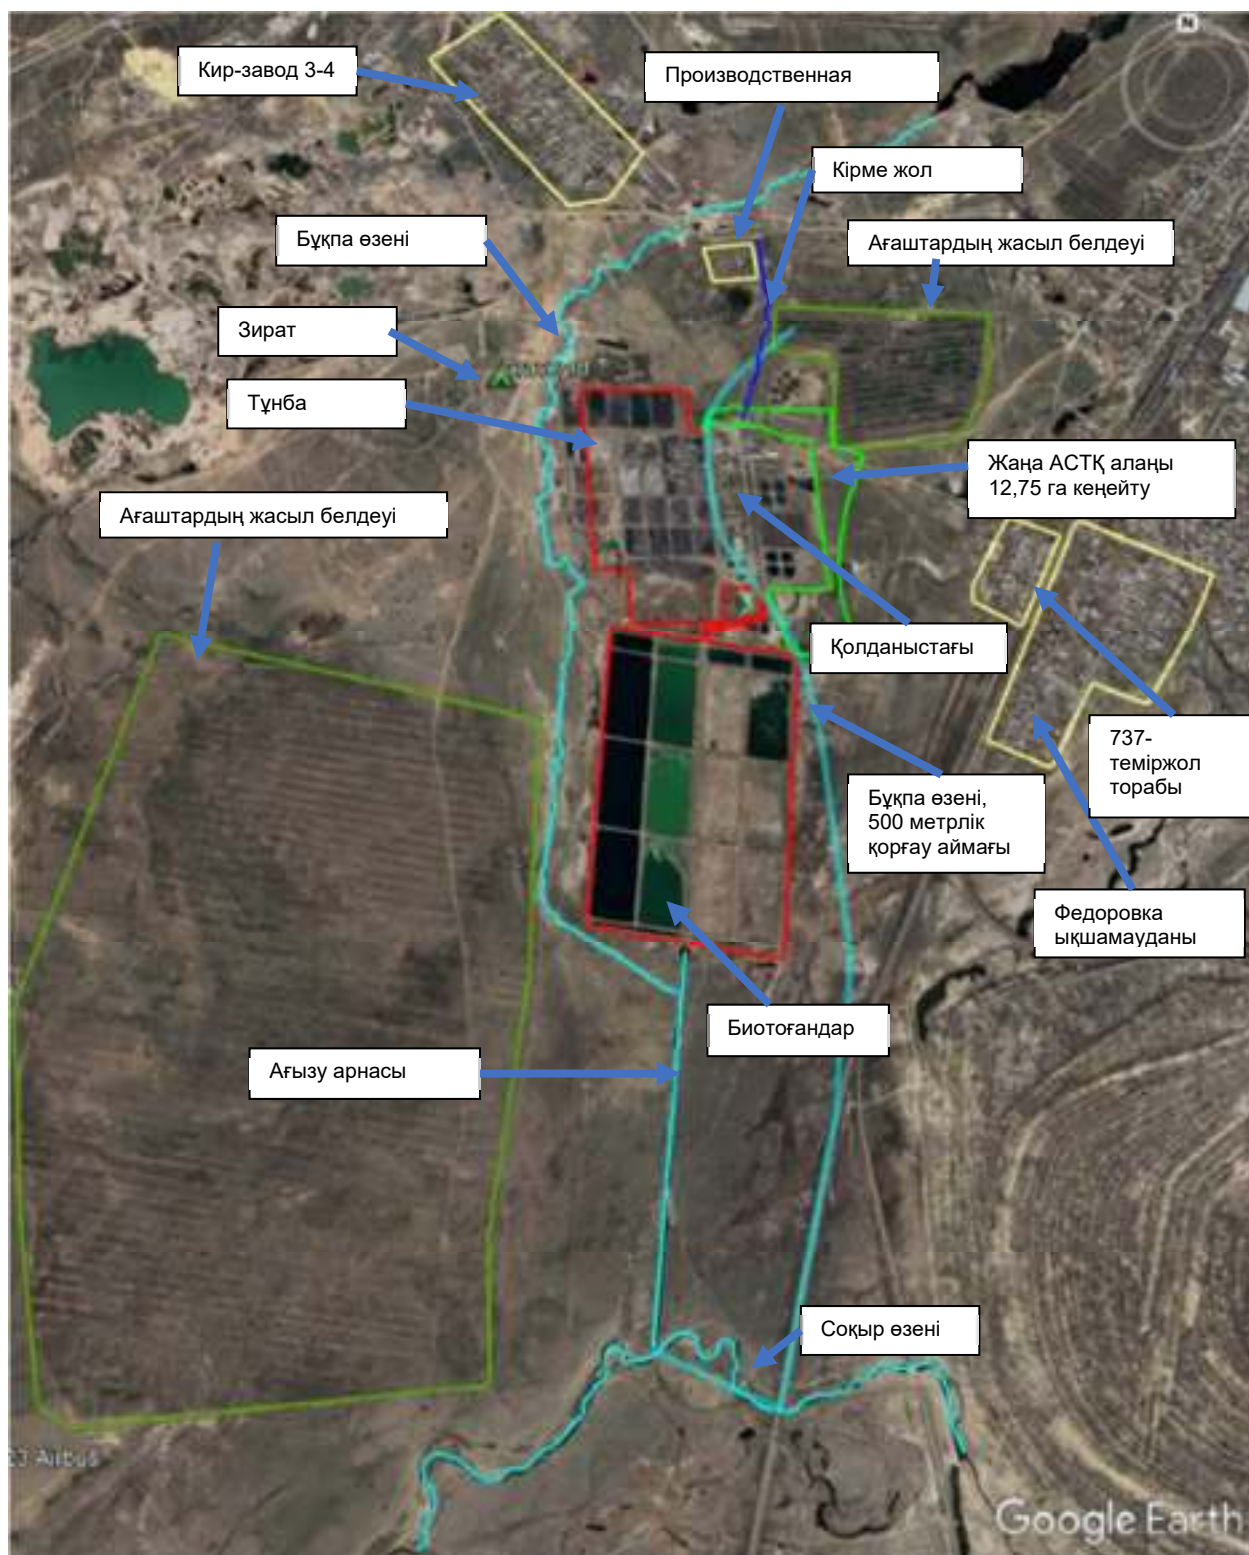 N
Кир-завод 3-4
Производственная
Кірме жол
Бұқпа өзені
Ағаштардың жасыл белдеуі
Зират
Тұнба
Жаңа АСТҚ алаңы
12,75 га кеңейту
Ағаштардың жасыл белдеуі
Қолданыстағы
737-
теміржол
торабы
Бұқпа өзені,
500 метрлік
қорғау аймағы
Федоровка
ықшамауданы
Биотоғандар
Ағызу арнасы
Соқыр өзені
23 Airbus
Google Earth